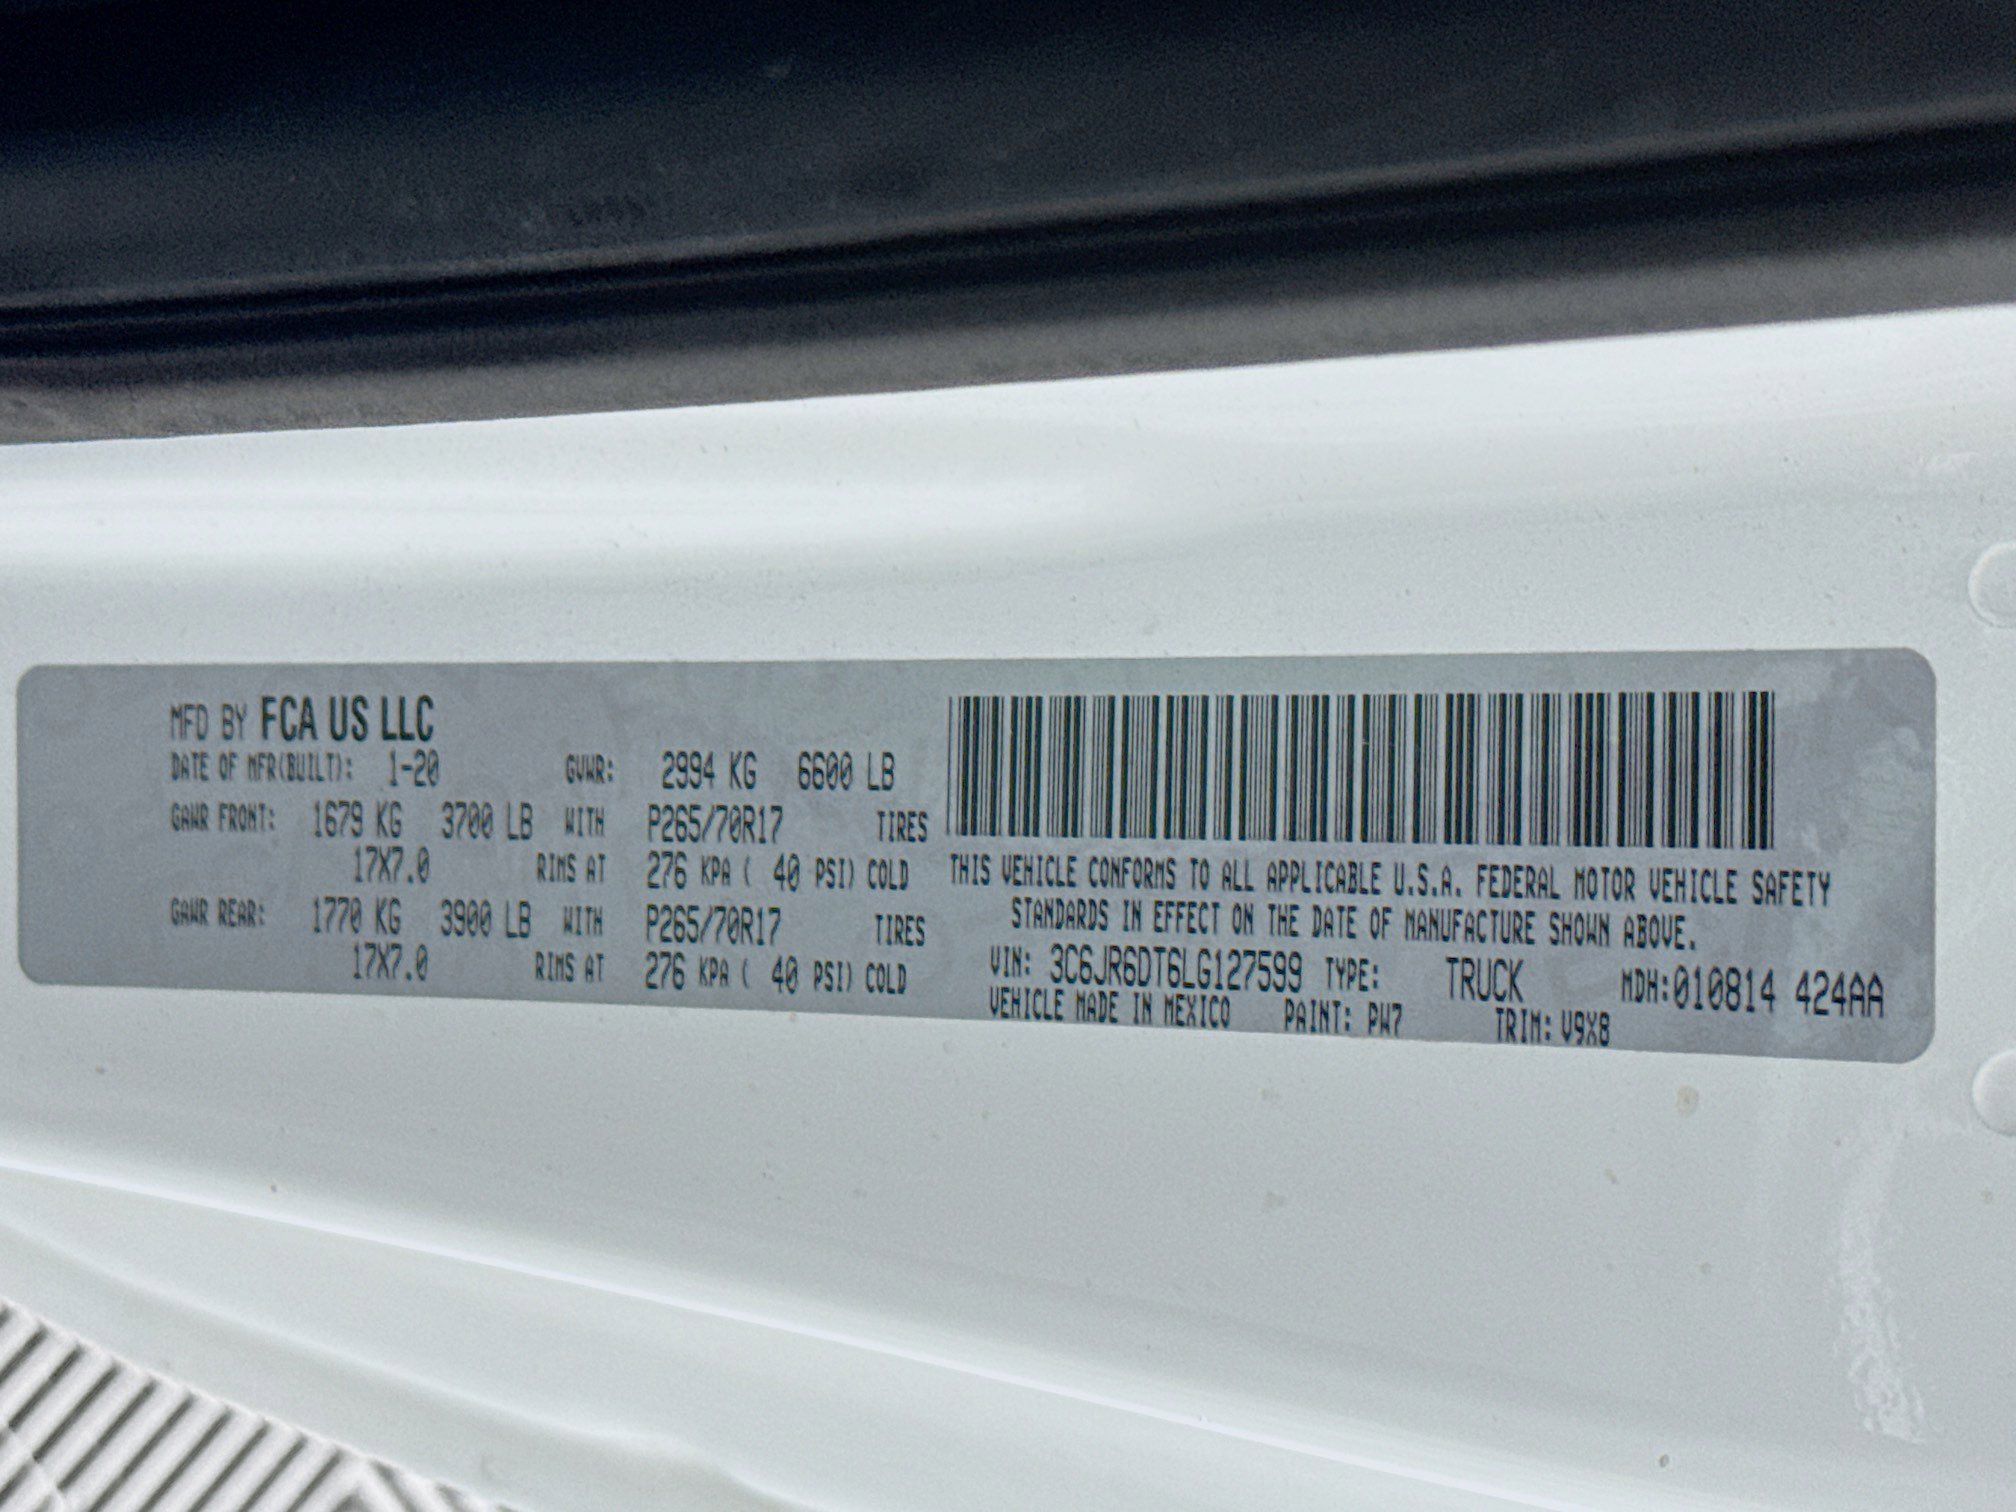 MFD BY FCA US LLC
DATE OF MFR(BUILT): 1-20 GVWR: 2994 KG 6600 LB
GAWR FRONT: 1679 KG 3700 LB WITH P265/70R17 TIRES
17X7.0 RIMS AT 276 KPA ( 40 PSI) COLD
GAWR REAR: 1770 KG 3900 LB WITH P265/70R17 TIRES
17X7.0 RIMS AT 276 KPA ( 40 PSI) COLD
THIS VEHICLE CONFORMS TO ALL APPLICABLE U.S.A. FEDERAL MOTOR VEHICLE SAFETY
STANDARDS IN EFFECT ON THE DATE OF MANUFACTURE SHOWN ABOVE.
VIN: 3C6JR6DT6LG127599 TYPE: TRUCK MDH:010814 424AA
VEHICLE MADE IN MEXICO PAINT: PW7 TRIM: V9X8